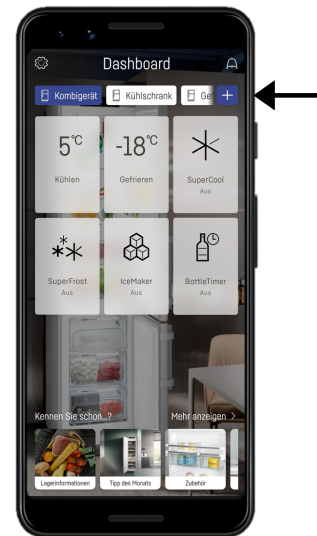 Dashboard
Kombigerät Kühlschrank Gef +
5°C -18°C
Kühlen Gefrieren SuperCool
Aus
SuperFrost IceMaker BottleTimer
Aus Aus Aus
Kennen Sie schon...? Mehr anzeigen >
Lagerinformationen Tipp des Monats Zubehör